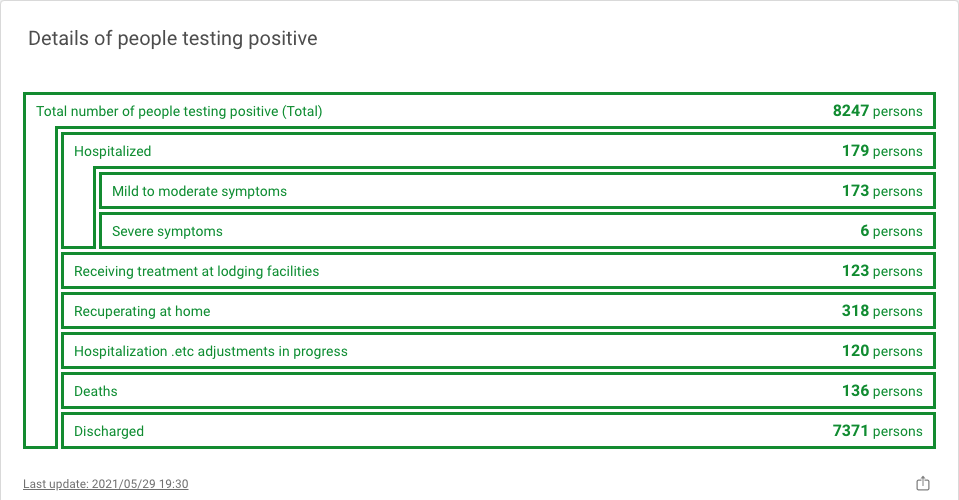 Details of people testing positive
Total number of people testing positive (Total) 8247 persons
Hospitalized 179 persons
Mild to moderate symptoms 173 persons
Severe symptoms 6 persons
Receiving treatment at lodging facilities 123 persons
Recuperating at home 318 persons
Hospitalization .etc adjustments in progress 120 persons
Deaths 136 persons
Discharged 7371 persons
Last update: 2021/05/29 19:30